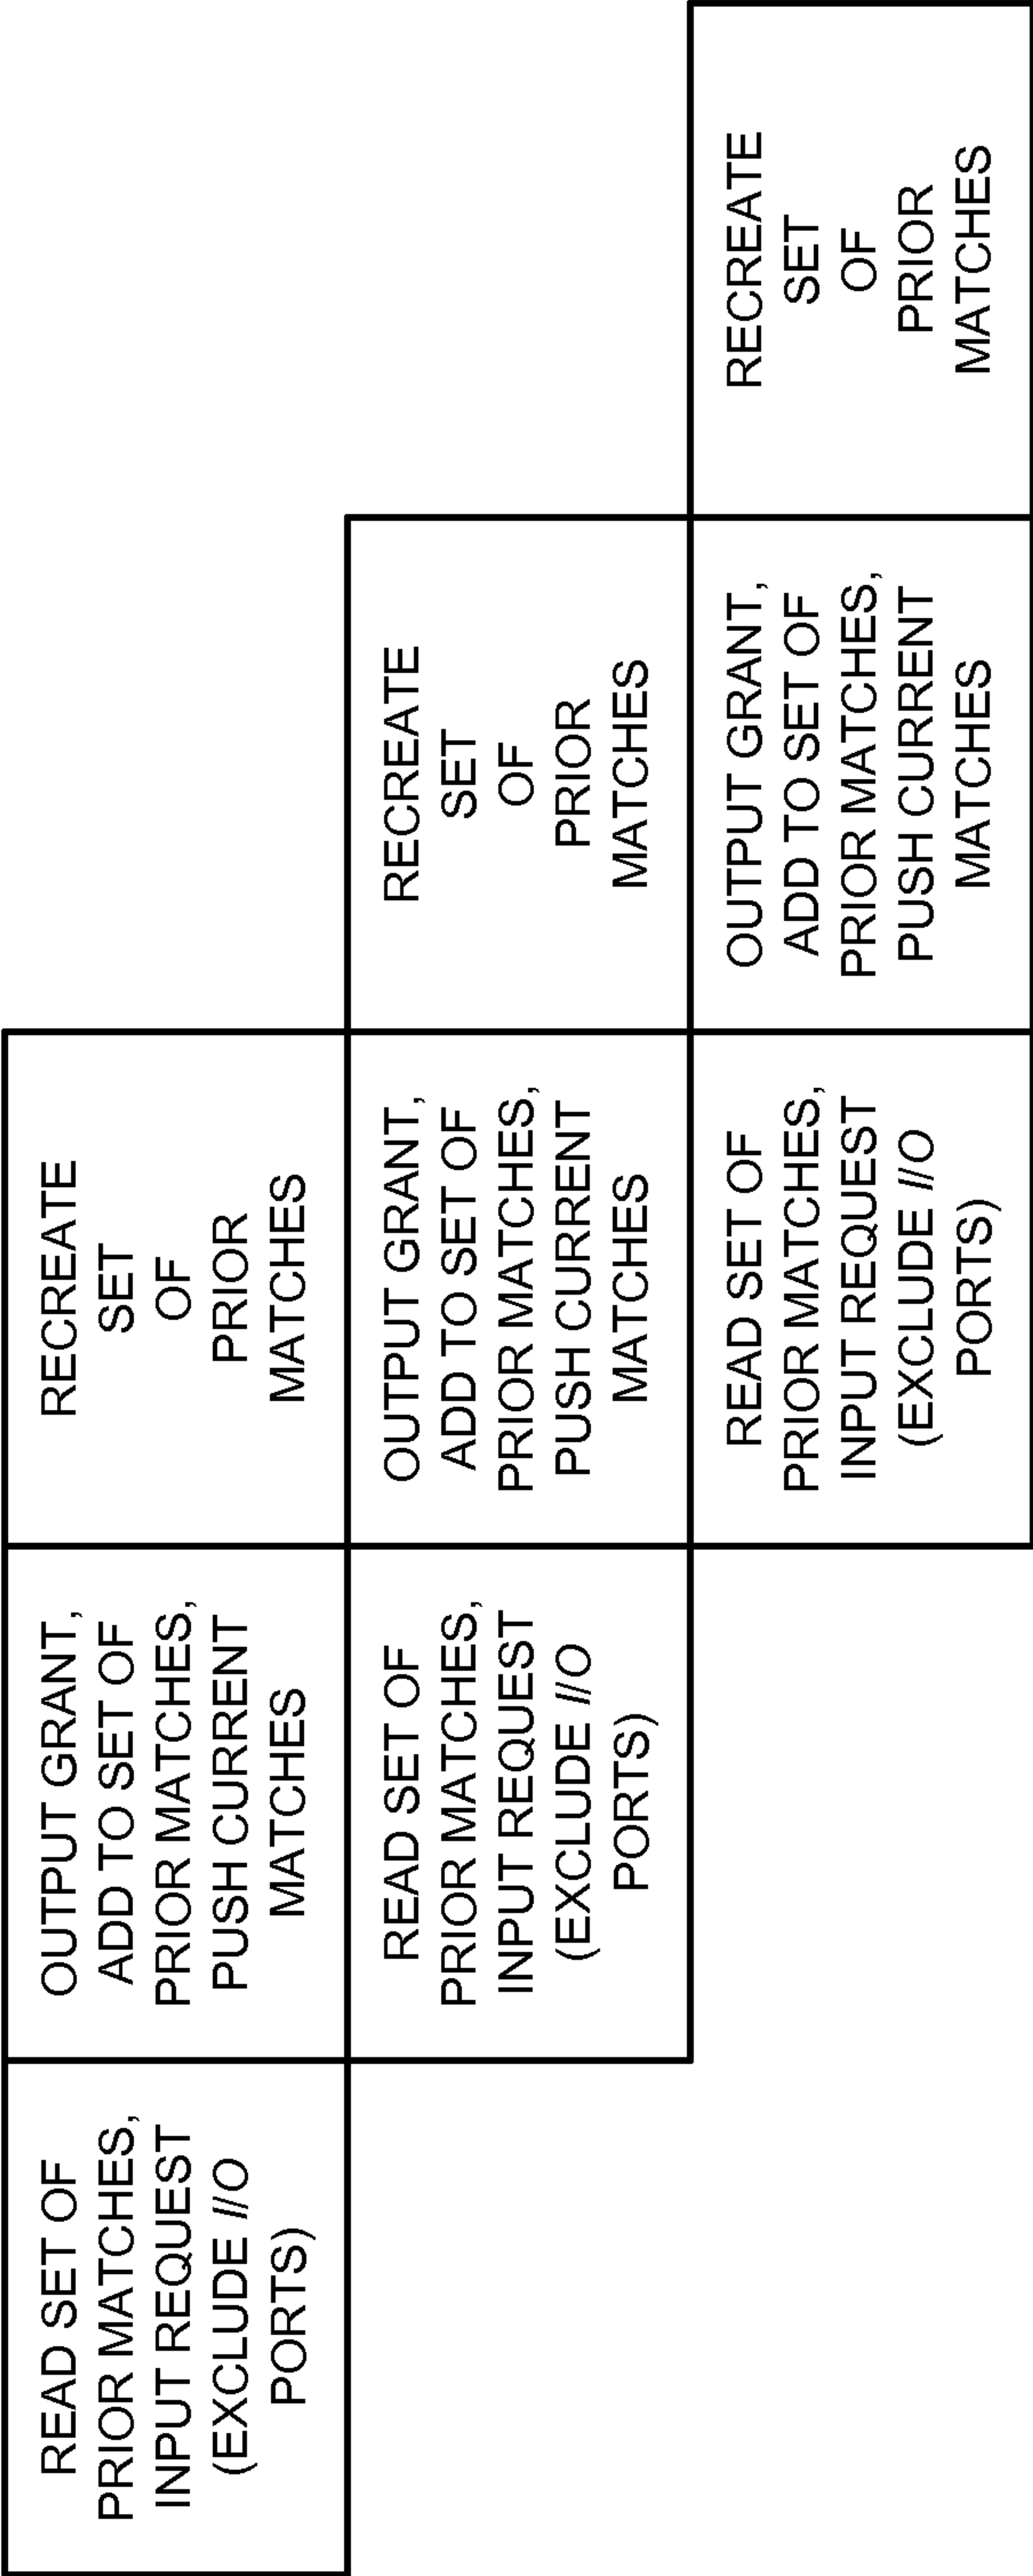 READ SET OF
PRIOR MATCHES,
INPUT REQUEST
(EXCLUDE I/O
PORTS)
OUTPUT GRANT,
ADD TO SET OF
PRIOR MATCHES,
PUSH CURRENT
MATCHES
RECREATE
SET
OF
PRIOR
MATCHES
READ SET OF
PRIOR MATCHES,
INPUT REQUEST
(EXCLUDE I/O
PORTS)
OUTPUT GRANT,
ADD TO SET OF
PRIOR MATCHES,
PUSH CURRENT
MATCHES
RECREATE
SET
OF
PRIOR
MATCHES
READ SET OF
PRIOR MATCHES,
INPUT REQUEST
(EXCLUDE I/O
PORTS)
OUTPUT GRANT,
ADD TO SET OF
PRIOR MATCHES,
PUSH CURRENT
MATCHES
RECREATE
SET
OF
PRIOR
MATCHES